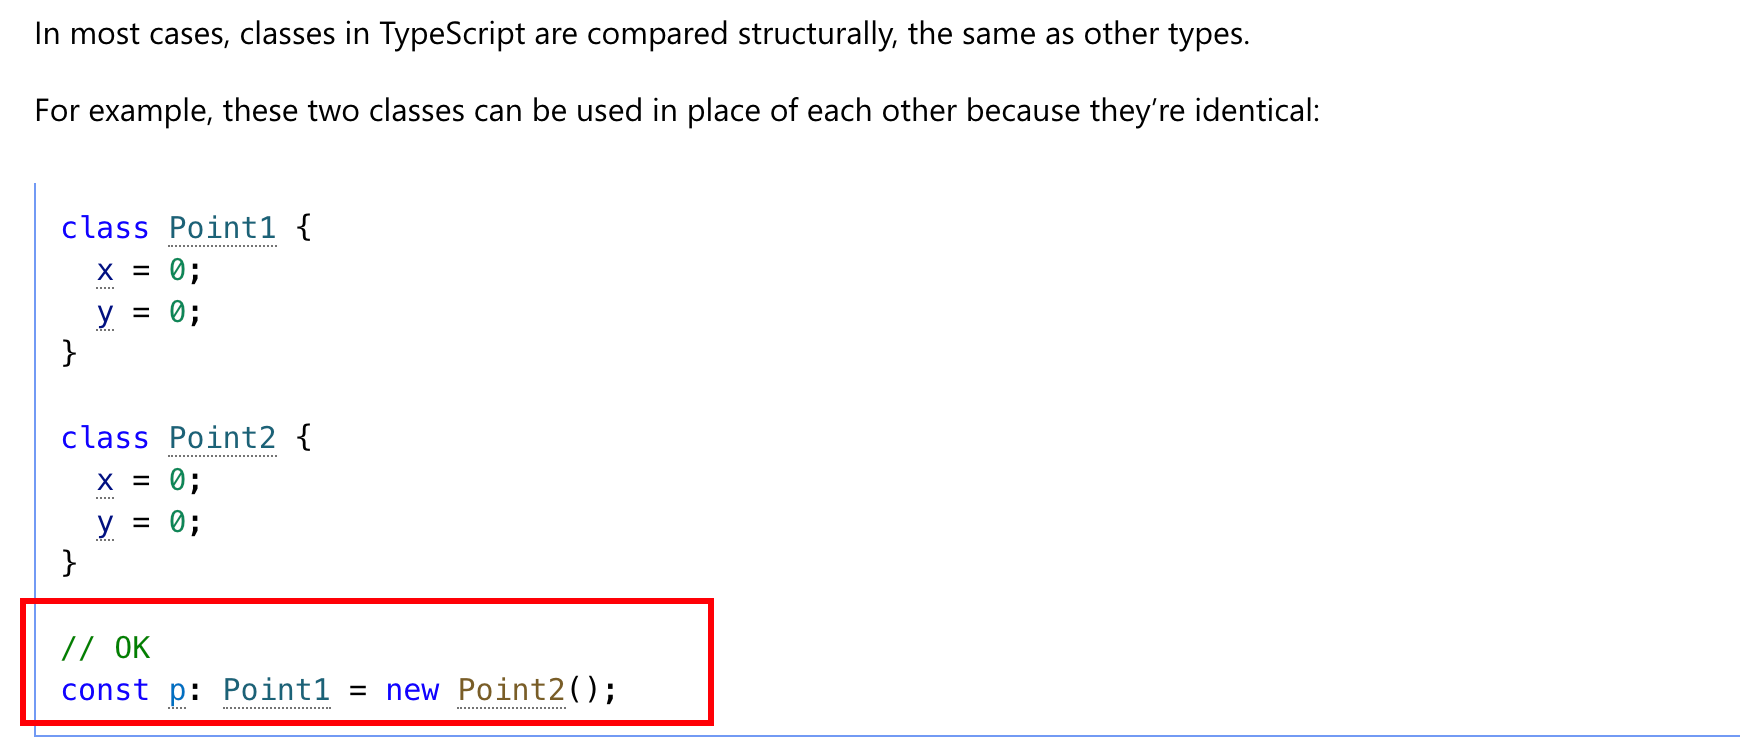 In most cases, classes in TypeScript are compared structurally, the same as other types.
For example, these two classes can be used in place of each other because they’re identical:
class Point1 {
  x = 0;
  y = 0;
}
class Point2 {
  x = 0;
  y = 0;
}
// OK
const p: Point1 = new Point2();